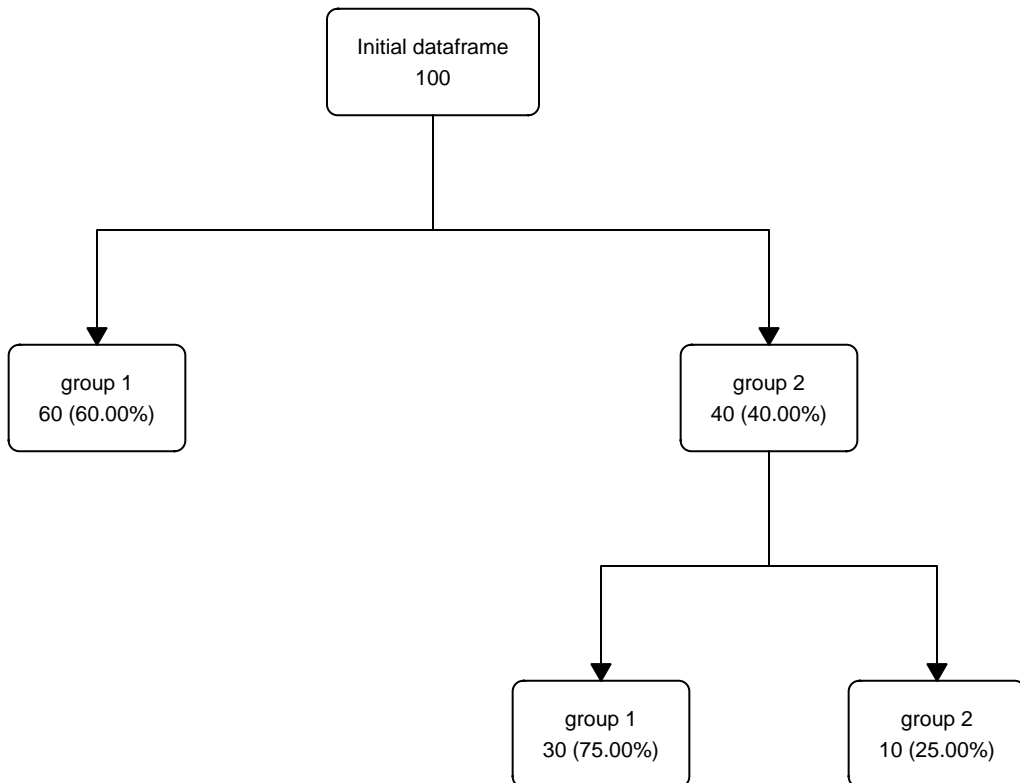 Initial dataframe
100
group 1
60 (60.00%)
group 2
40 (40.00%)
group 1
30 (75.00%)
group 2
10 (25.00%)